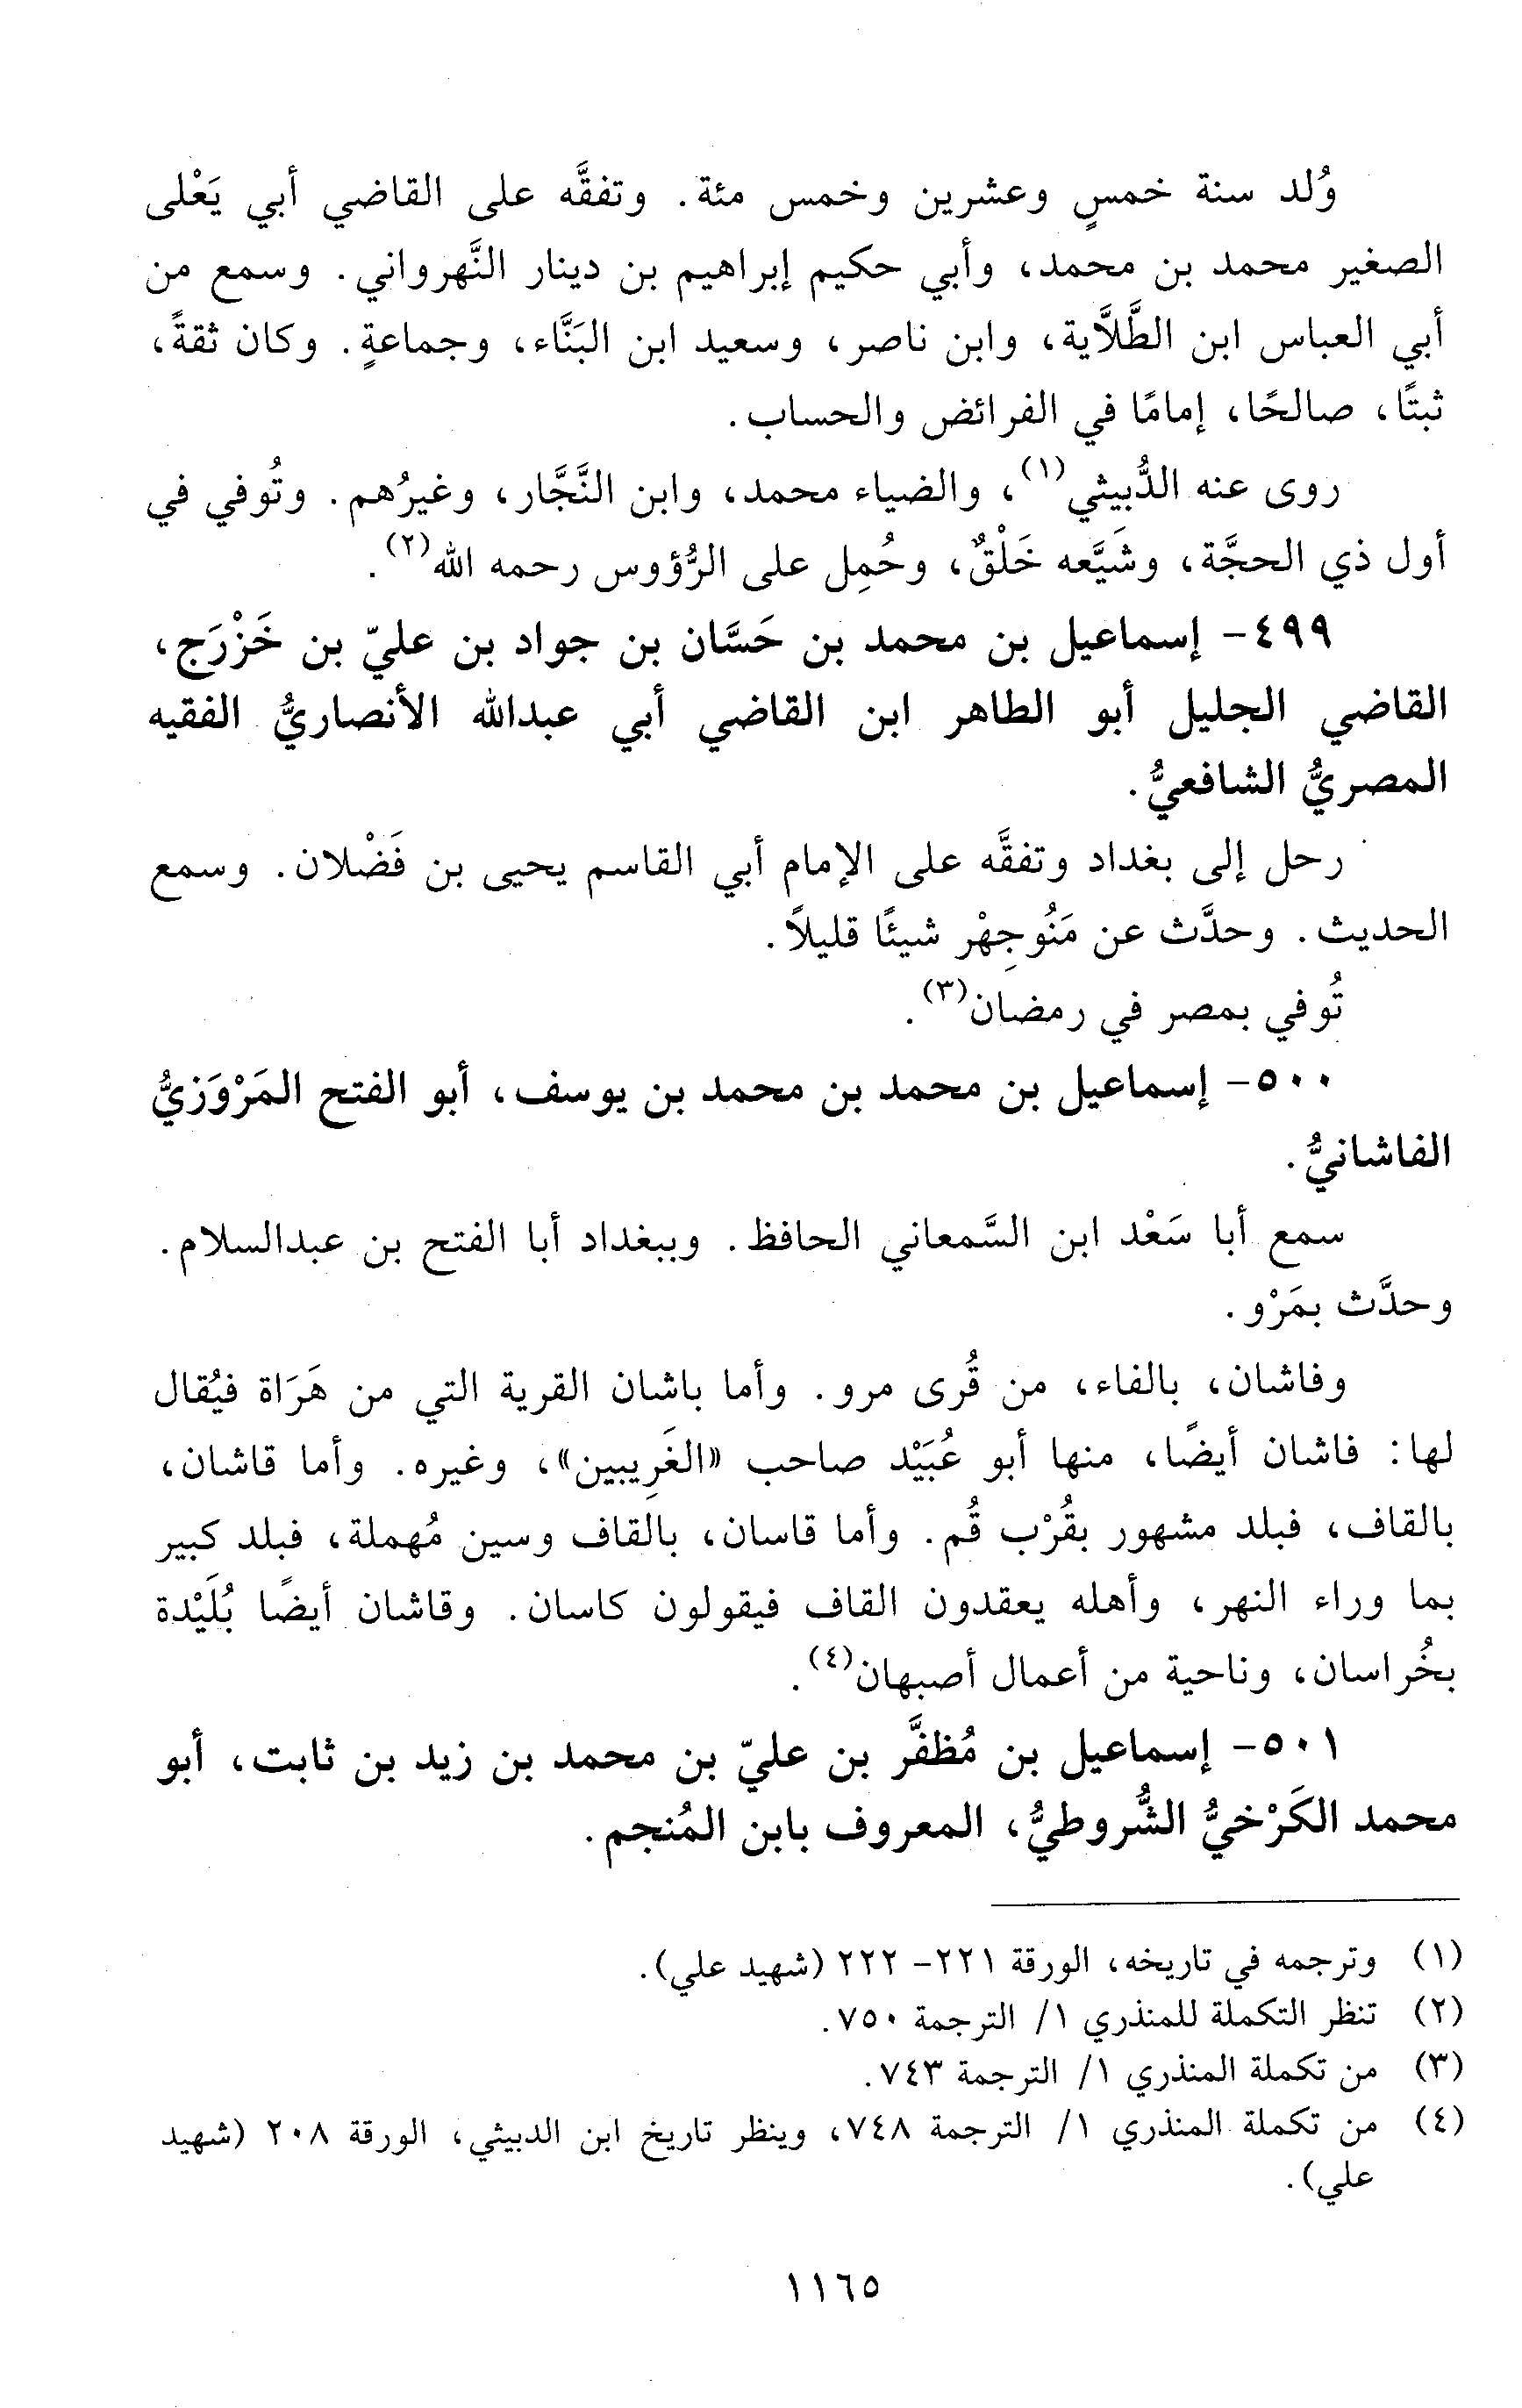 وُلد سنة خمسٍ وعشرين وخمس مئة. وتفقَّه على القاضي أبي يَعْلى
الصغير محمد بن محمد، وأبي حكيم إبراهيم بن دينار النَّهرواني. وسمع من
أبي العباس ابن الطَّلَّاية، وابن ناصر، وسعيد ابن البَنَّاء، وجماعةٍ. وكان ثقةً،
ثبتًا، صالحًا، إمامًا في الفرائض والحساب.
روى عنه الدُّبيثي(١)، والضياء محمد، وابن النَّجَّار، وغيرُهم. وتُوفي في
أول ذي الحجَّة، وشَيَّعه خَلْقٌ، وحُمِل على الرُّؤوس رحمه الله(٢).
٤٩٩- إسماعيل بن محمد بن حَسَّان بن جواد بن عليّ بن خَزْرَج،
القاضي الجليل أبو الطاهر ابن القاضي أبي عبدالله الأنصاريُّ الفقيه
المصريُّ الشافعيُّ.
رحل إلى بغداد وتفقَّه على الإمام أبي القاسم يحيى بن فَضْلان. وسمع
الحديث. وحدَّث عن مَنُوجِهْر شيئًا قليلاً.
تُوفي بمصر في رمضان(٣).
٥٠٠- إسماعيل بن محمد بن محمد بن يوسف، أبو الفتح المَرْوَزيُّ
الفاشانيُّ.
سمع أبا سَعْد ابن السَّمعاني الحافظ. وببغداد أبا الفتح بن عبدالسلام.
وحدَّث بمَرْو.
وفاشان، بالفاء، من قُرى مرو. وأما باشان القرية التي من هَرَاة فيُقال
لها: فاشان أيضًا، منها أبو عُبَيْد صاحب «الغَرِيبين»، وغيره. وأما قاشان،
بالقاف، فبلد مشهور بقُرْب قُم. وأما قاسان، بالقاف وسين مُهملة، فبلد كبير
بما وراء النهر، وأهله يعقدون القاف فيقولون كاسان. وقاشان أيضًا بُلَيْدة
بخُراسان، وناحية من أعمال أصبهان(٤).
٥٠١- إسماعيل بن مُظفَّر بن عليّ بن محمد بن زيد بن ثابت، أبو
محمد الكَرْخيُّ الشُّروطيُّ، المعروف بابن المُنجم.
(١) وترجمه في تاريخه، الورقة ٢٢١- ٢٢٢ (شهيد علي).
(٢) تنظر التكملة للمنذري ١/ الترجمة ٧٥٠.
(٣) من تكملة المنذري ١/ الترجمة ٧٤٣.
(٤) من تكملة المنذري ١/ الترجمة ٧٤٨، وينظر تاريخ ابن الدبيثي، الورقة ٢٠٨ (شهيد
علي).
١١٦٥